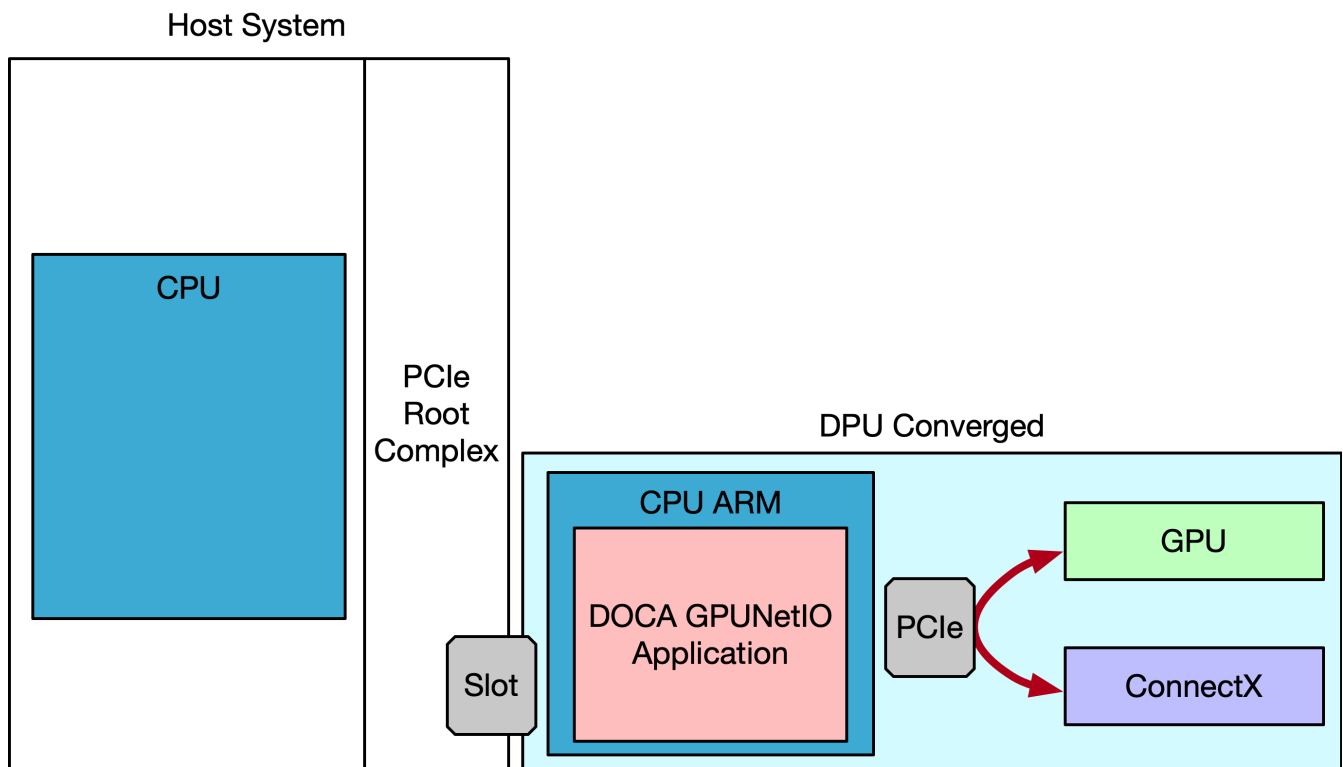 Host System
CPU
PCIe
Root
Complex
Slot
DPU Converged
CPU ARM
DOCA GPUNetIO
Application
PCIe
GPU
ConnectX